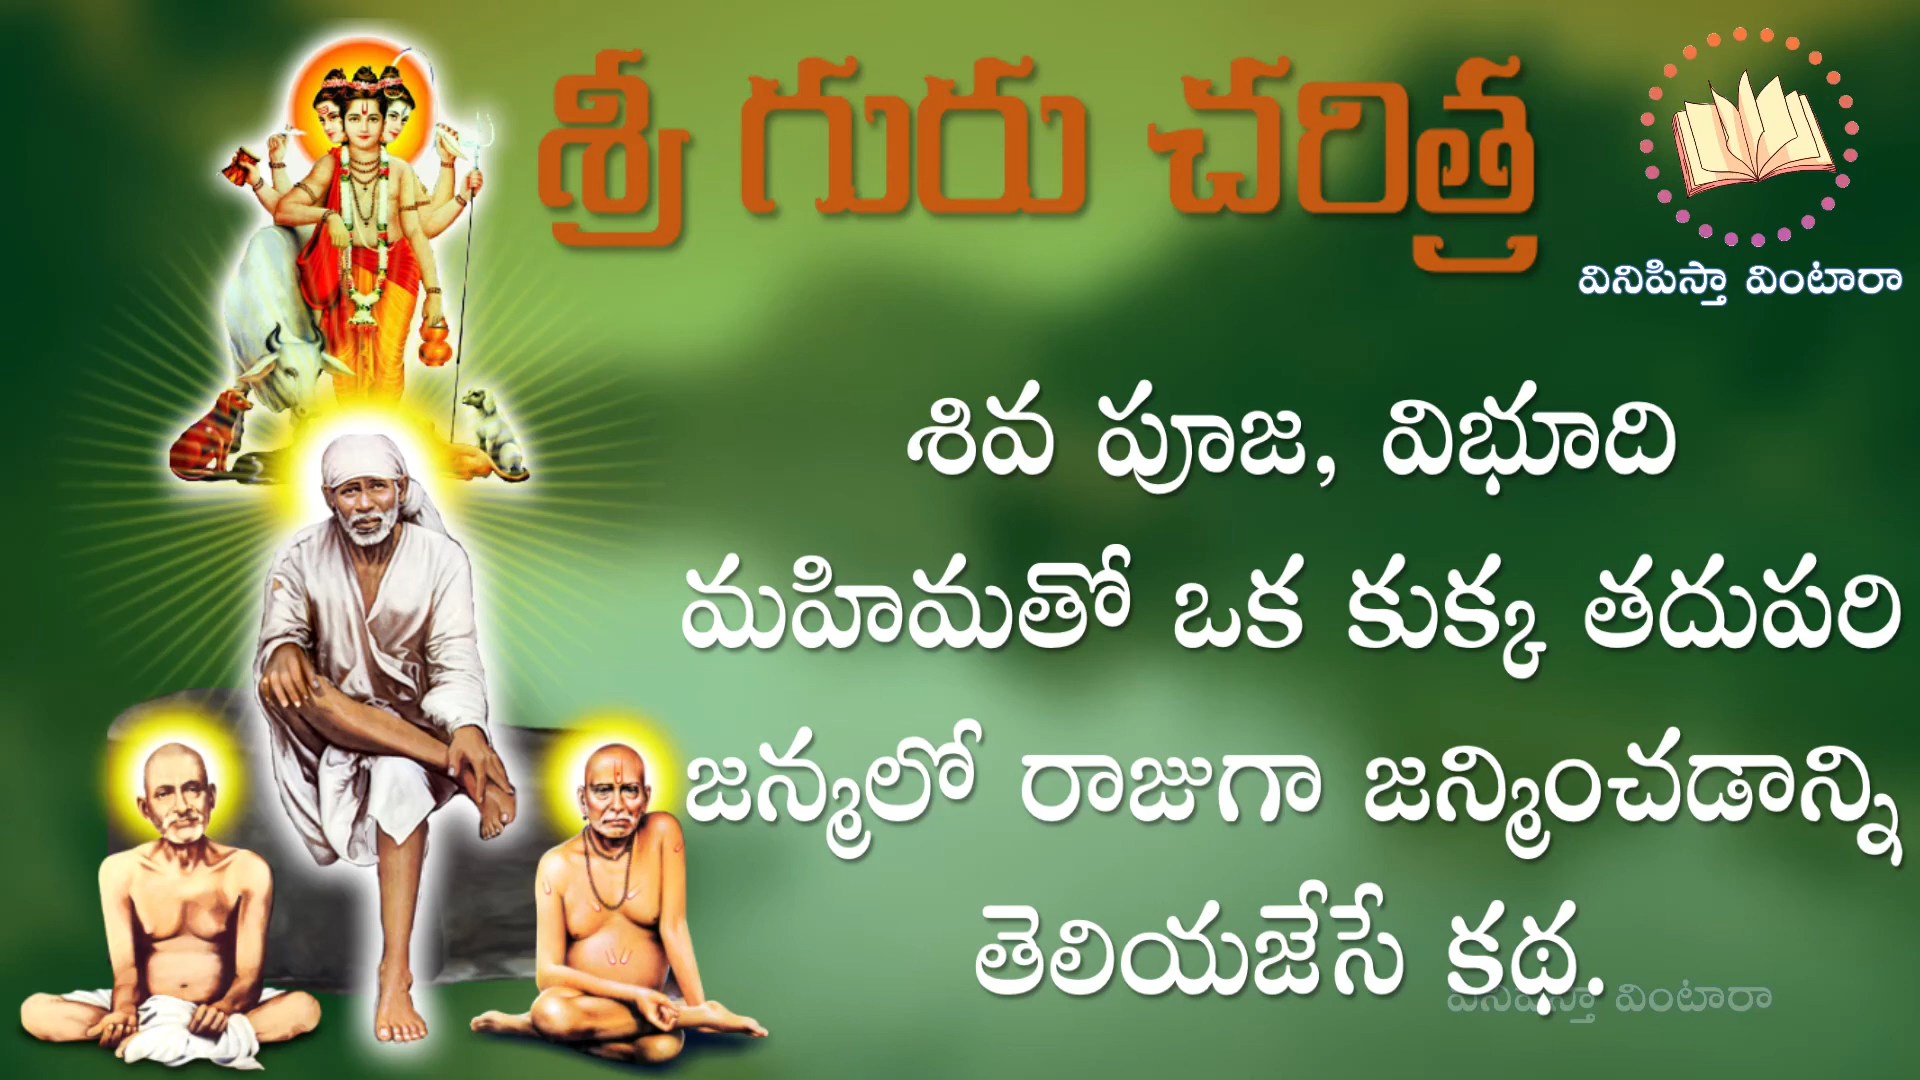 శ్రీ గురు చరిత్ర
వినిపిస్తా వింటారా
శివ పూజ, విభూది
మహిమతో ఒక కుక్క తదుపరి
జన్మలో రాజుగా జన్మించడాన్ని
తెలియజేసే కథ.
వినిపిస్తా వింటారా